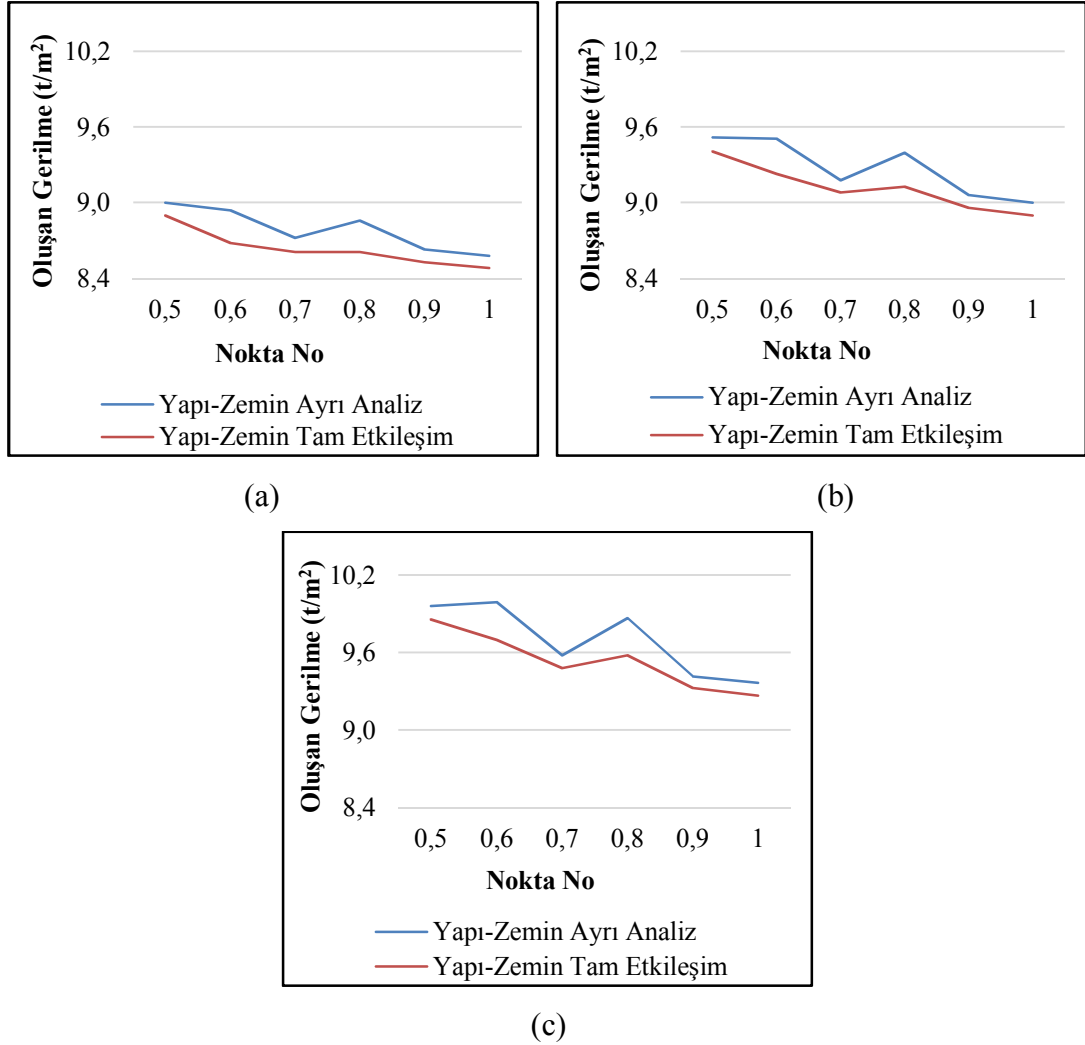 Oluşan Gerilme (t/m²)
10,2
9,6
9,0
8,4
0,5 0,6 0,7 0,8 0,9 1
Nokta No
Yapı-Zemin Ayrı Analiz
Yapı-Zemin Tam Etkileşim
(a)
Oluşan Gerilme (t/m²)
10,2
9,6
9,0
8,4
0,5 0,6 0,7 0,8 0,9 1
Nokta No
Yapı-Zemin Ayrı Analiz
Yapı-Zemin Tam Etkileşim
(b)
Oluşan Gerilme (t/m²)
10,2
9,6
9,0
8,4
0,5 0,6 0,7 0,8 0,9 1
Nokta No
Yapı-Zemin Ayrı Analiz
Yapı-Zemin Tam Etkileşim
(c)